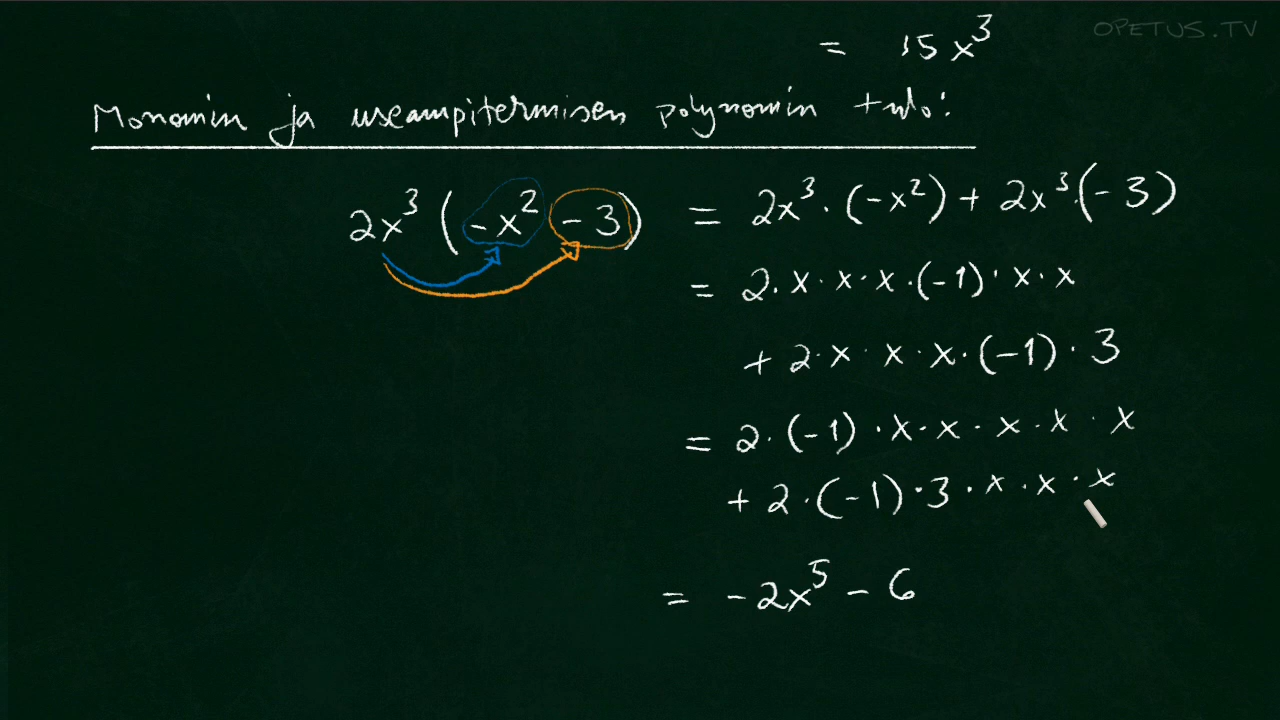 OPETUS.TV
= 15x³
Monomin ja useampitermisen polynomin tulo:
2x³(-x² -3) = 2x³·(-x²) + 2x³·(-3)
= 2·x·x·x·(-1)·x·x
+ 2·x·x·x·(-1)·3
= 2·(-1)·x·x·x·x·x
+ 2·(-1)·3·x·x·x
= -2x⁵ - 6